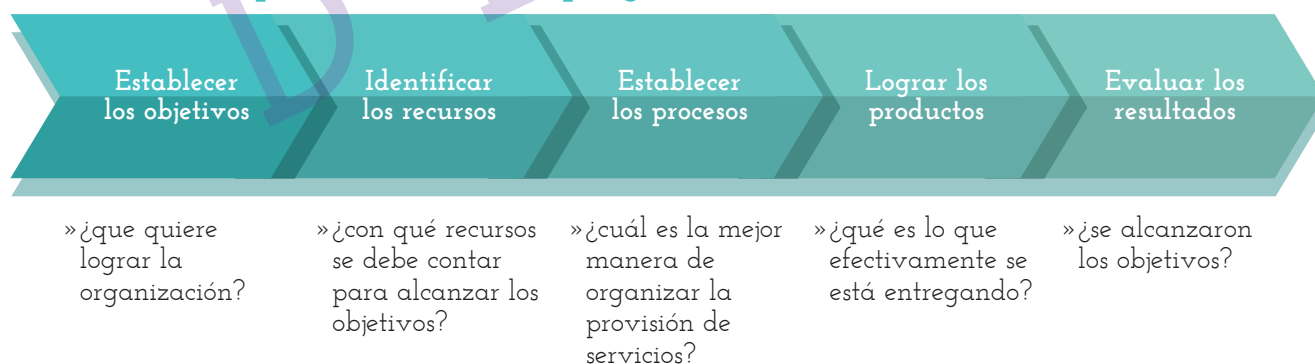 Establecer
los objetivos
Identificar
los recursos
Establecer
los procesos
Lograr los
productos
Evaluar los
resultados
»¿que quiere
lograr la
organización?
»¿con qué recursos
se debe contar
para alcanzar los
objetivos?
»¿cuál es la mejor
manera de
organizar la
provisión de
servicios?
»¿qué es lo que
efectivamente se
está entregando?
»¿se alcanzaron
los objetivos?